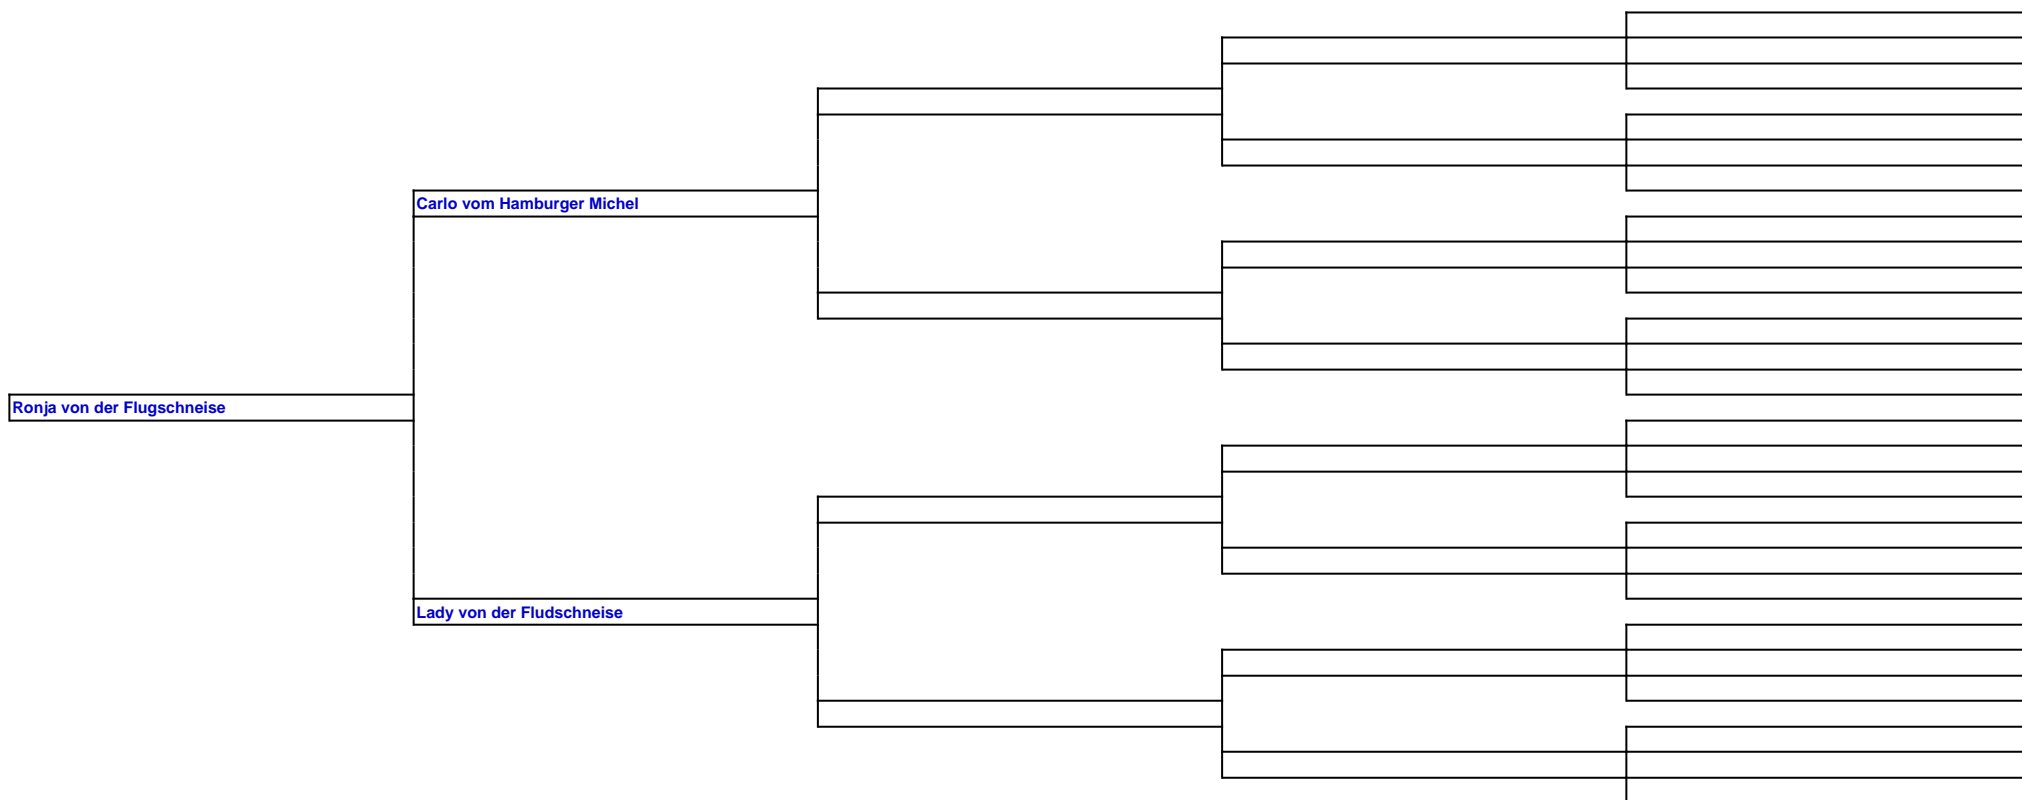 Carlo vom Hamburger Michel
Ronja von der Flugschneise
Lady von der Fludschneise